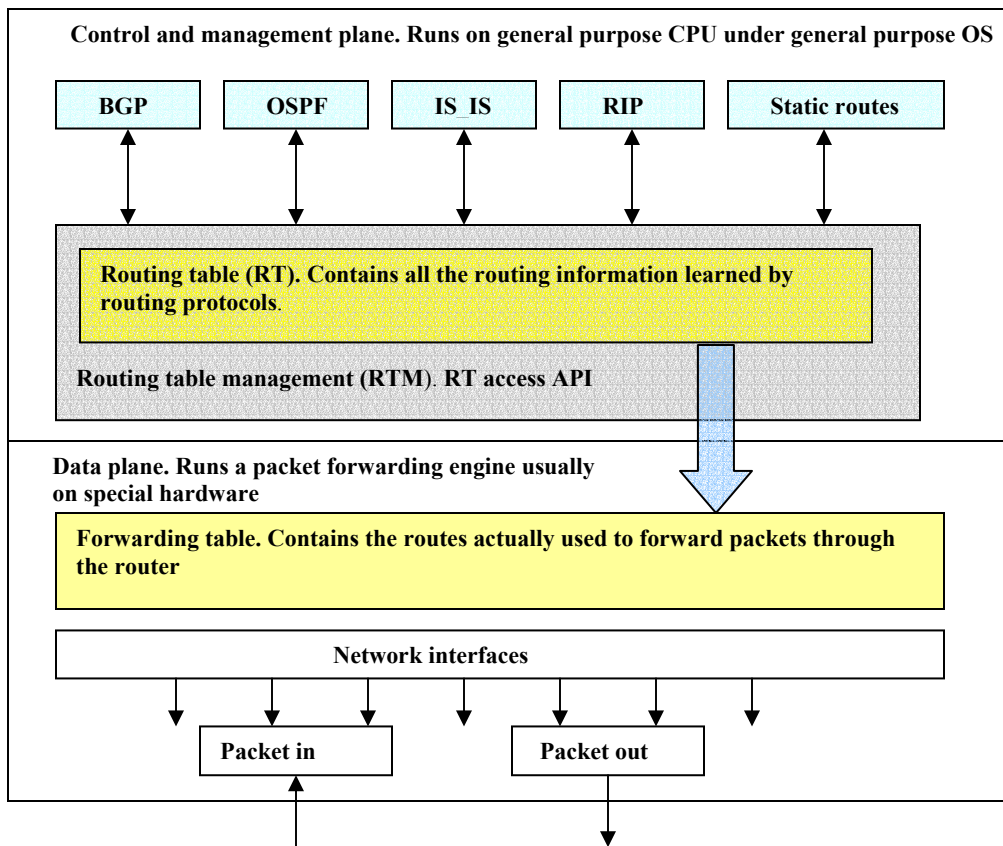 Control and management plane. Runs on general purpose CPU under general purpose OS
BGP
OSPF
IS_IS
RIP
Static routes
Routing table (RT). Contains all the routing information learned by
routing protocols.
Routing table management (RTM). RT access API
Data plane. Runs a packet forwarding engine usually
on special hardware
Forwarding table. Contains the routes actually used to forward packets through
the router
Network interfaces
Packet in
Packet out